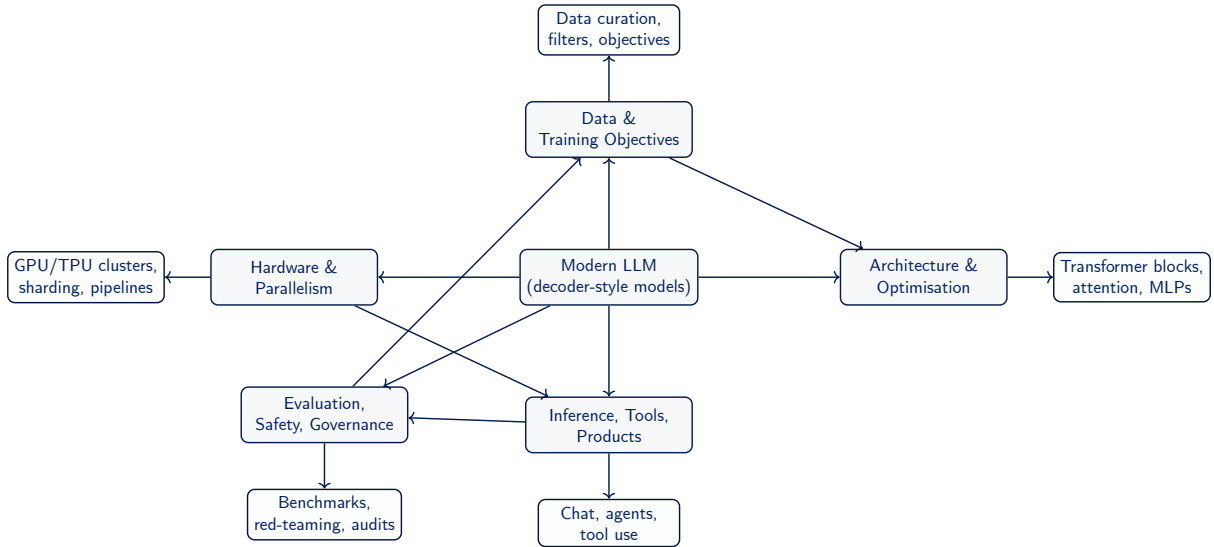 Data curation,
filters, objectives
Data &
Training Objectives
GPU/TPU clusters,
sharding, pipelines
Hardware &
Parallelism
Modern LLM
(decoder-style models)
Architecture &
Optimisation
Transformer blocks,
attention, MLPs
Evaluation,
Safety, Governance
Inference, Tools,
Products
Benchmarks,
red-teaming, audits
Chat, agents,
tool use